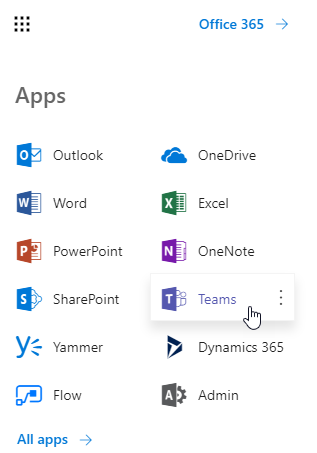 Office 365
Apps
Outlook OneDrive
Word Excel
PowerPoint OneNote
SharePoint Teams
Yammer Dynamics 365
Flow Admin
All apps